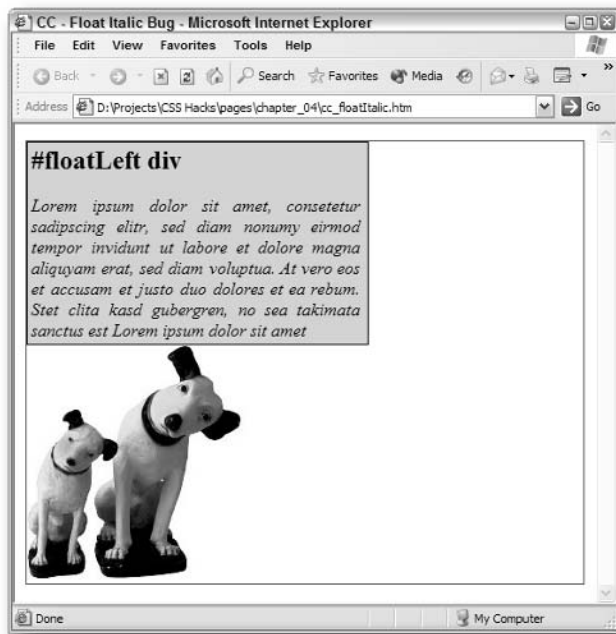 CC - Float Italic Bug - Microsoft Internet Explorer
File Edit View Favorites Tools Help
Back Search Favorites Media »
Address D:\Projects\CSS Hacks\pages\chapter_04\cc_floatItalic.htm Go
#floatLeft div
Lorem ipsum dolor sit amet, consetetur
sadipscing elitr, sed diam nonumy eirmod
tempor invidunt ut labore et dolore magna
aliquyam erat, sed diam voluptua. At vero eos
et accusam et justo duo dolores et ea rebum.
Stet clita kasd gubergren, no sea takimata
sanctus est Lorem ipsum dolor sit amet
Done My Computer